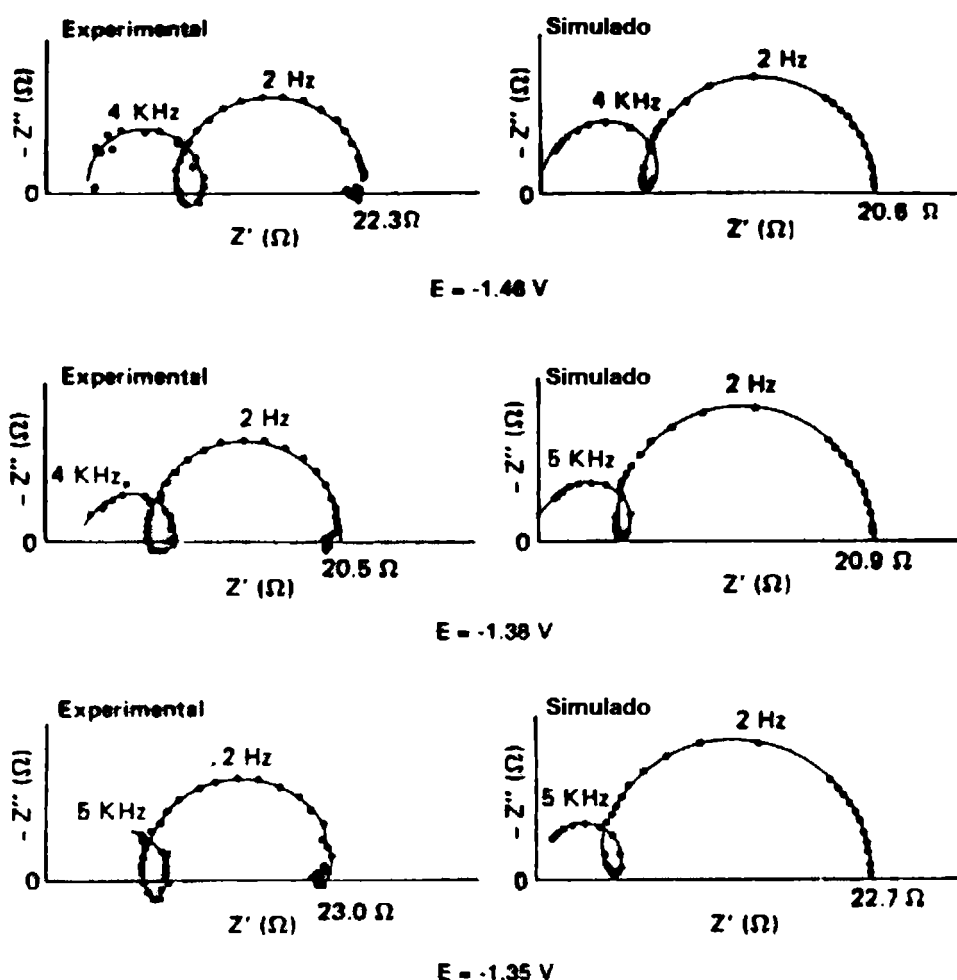 Experimental
- Z'' (Ω)
4 KHz
2 Hz
0
22.3Ω
Z' (Ω)
Simulado
- Z'' (Ω)
4 KHz
2 Hz
0
20.6 Ω
Z' (Ω)
E = -1.46 V
Experimental
- Z'' (Ω)
4 KHz
2 Hz
0
20.5 Ω
Z' (Ω)
Simulado
- Z'' (Ω)
5 KHz
2 Hz
0
20.9 Ω
Z' (Ω)
E = -1.38 V
Experimental
- Z'' (Ω)
5 KHz
2 Hz
0
23.0 Ω
Z' (Ω)
Simulado
- Z'' (Ω)
5 KHz
2 Hz
0
22.7 Ω
Z' (Ω)
E = -1.35 V